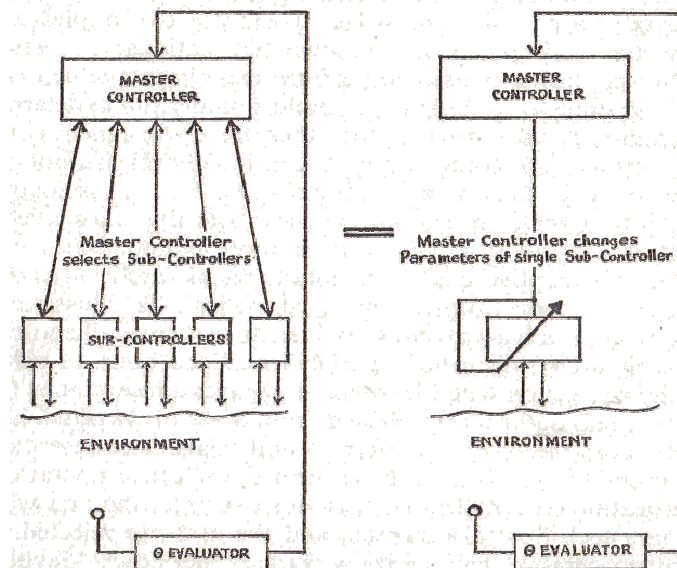 MASTER
CONTROLLER
Master Controller
selects Sub-Controllers
SUB-CONTROLLERS
ENVIRONMENT
θ EVALUATOR
=
MASTER
CONTROLLER
Master Controller changes
Parameters of single Sub-Controller
ENVIRONMENT
θ EVALUATOR